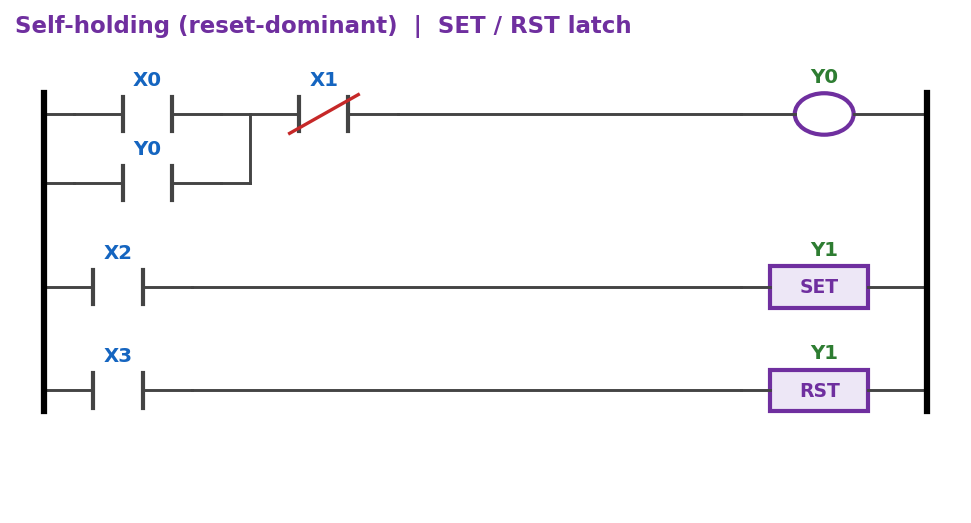 Self-holding (reset-dominant)  |  SET / RST latch
X0 X1 Y0
Y0
X2 Y1
SET
X3 Y1
RST